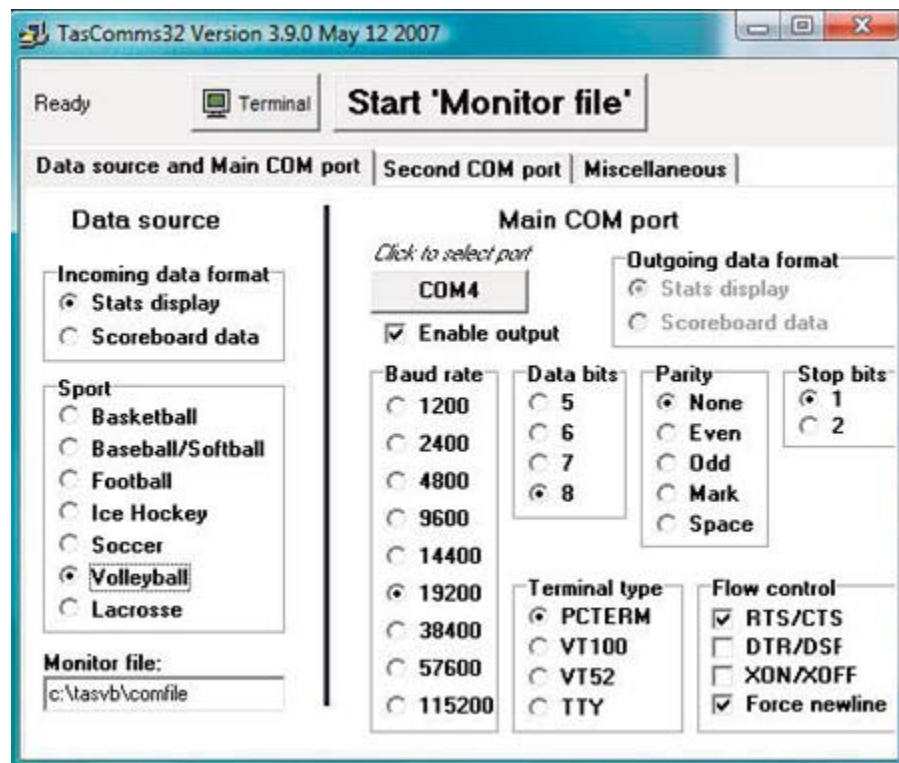 TasComms32 Version 3.9.0 May 12 2007
Ready
Terminal
Start 'Monitor file'
Data source and Main COM port
Second COM port
Miscellaneous
Data source
Incoming data format
Stats display
Scoreboard data
Sport
Basketball
Baseball/Softball
Football
Ice Hockey
Soccer
Volleyball
Lacrosse
Monitor file:
c:\tasvb\comfile
Main COM port
Click to select port
COM4
Enable output
Outgoing data format
Stats display
Scoreboard data
Baud rate
1200
2400
4800
9600
14400
19200
38400
57600
115200
Data bits
5
6
7
8
Parity
None
Even
Odd
Mark
Space
Stop bits
1
2
Terminal type
PCTERM
VT100
VT52
TTY
Flow control
RTS/CTS
DTR/DSF
XON/XOFF
Force newline